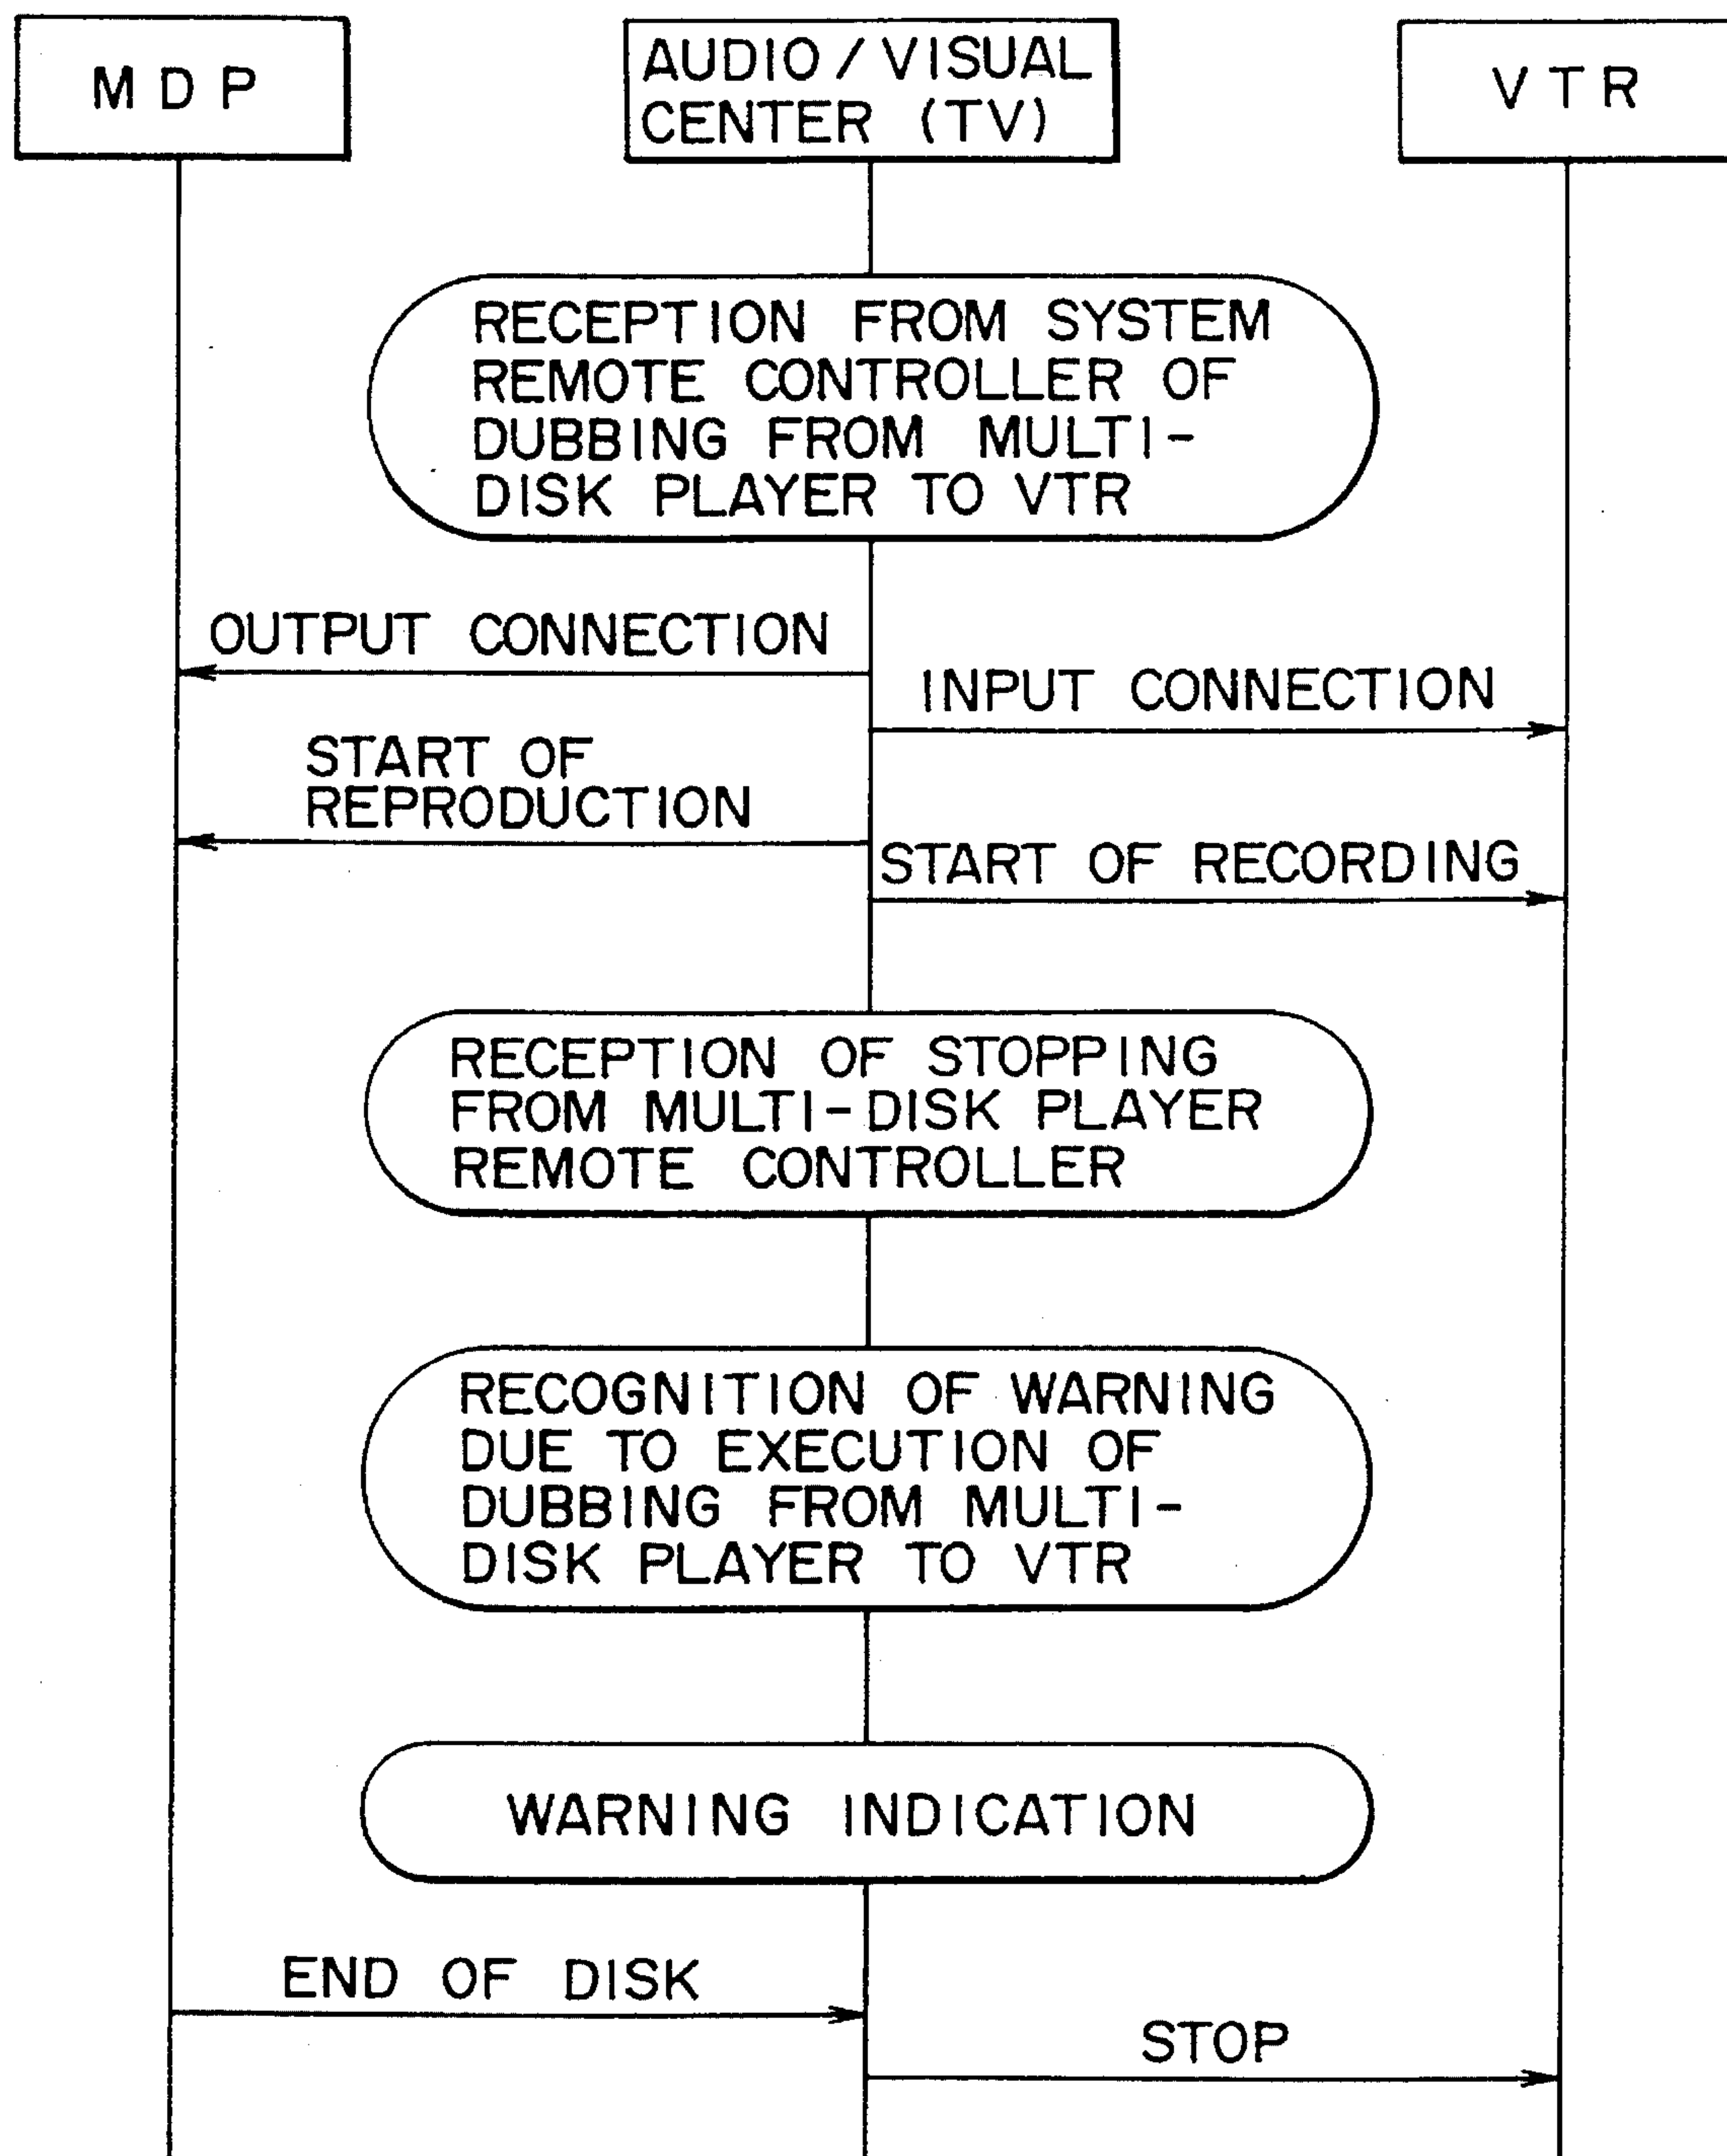 MDP
AUDIO/VISUAL
CENTER (TV)
VTR
RECEPTION FROM SYSTEM
REMOTE CONTROLLER OF
DUBBING FROM MULTI-
DISK PLAYER TO VTR
OUTPUT CONNECTION
INPUT CONNECTION
START OF
REPRODUCTION
START OF RECORDING
RECEPTION OF STOPPING
FROM MULTI-DISK PLAYER
REMOTE CONTROLLER
RECOGNITION OF WARNING
DUE TO EXECUTION OF
DUBBING FROM MULTI-
DISK PLAYER TO VTR
WARNING INDICATION
END OF DISK
STOP